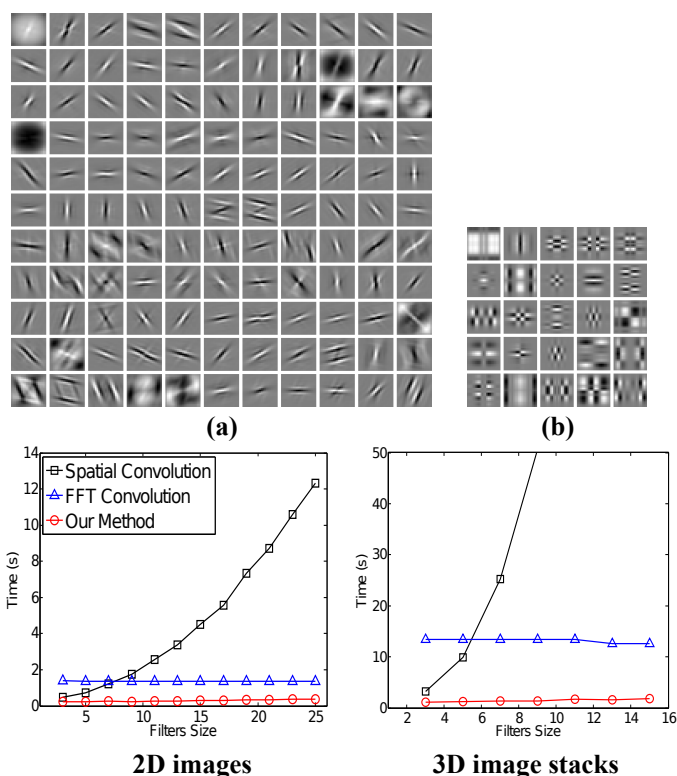 (a)
(b)
14
12
10
8
6
4
2
0
Time (s)
Spatial Convolution
FFT Convolution
Our Method
5
10
15
20
25
Filters Size
2D images
50
40
30
20
10
0
Time (s)
2
4
6
8
10
12
14
16
Filters Size
3D image stacks